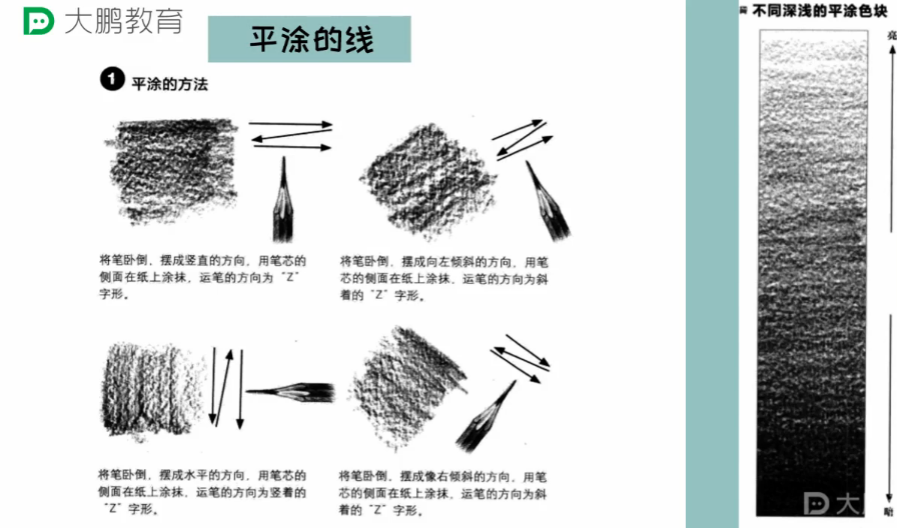 大鹏教育
平涂的线
1 平涂的方法
将笔卧倒，摆成竖直的方向，用笔芯的
侧面在纸上涂抹，运笔的方向为“Z”
字形。
将笔卧倒，摆成向左倾斜的方向，用笔
芯的侧面在纸上涂抹，运笔的方向为斜
着的“Z”字形。
将笔卧倒，摆成水平的方向，用笔芯的
侧面在纸上涂抹，运笔的方向为竖着的
“Z”字形。
将笔卧倒，摆成像右倾斜的方向，用笔
芯的侧面在纸上涂抹，运笔的方向为斜
着的“Z”字形。
不同深浅的平涂色块
亮
暗
大